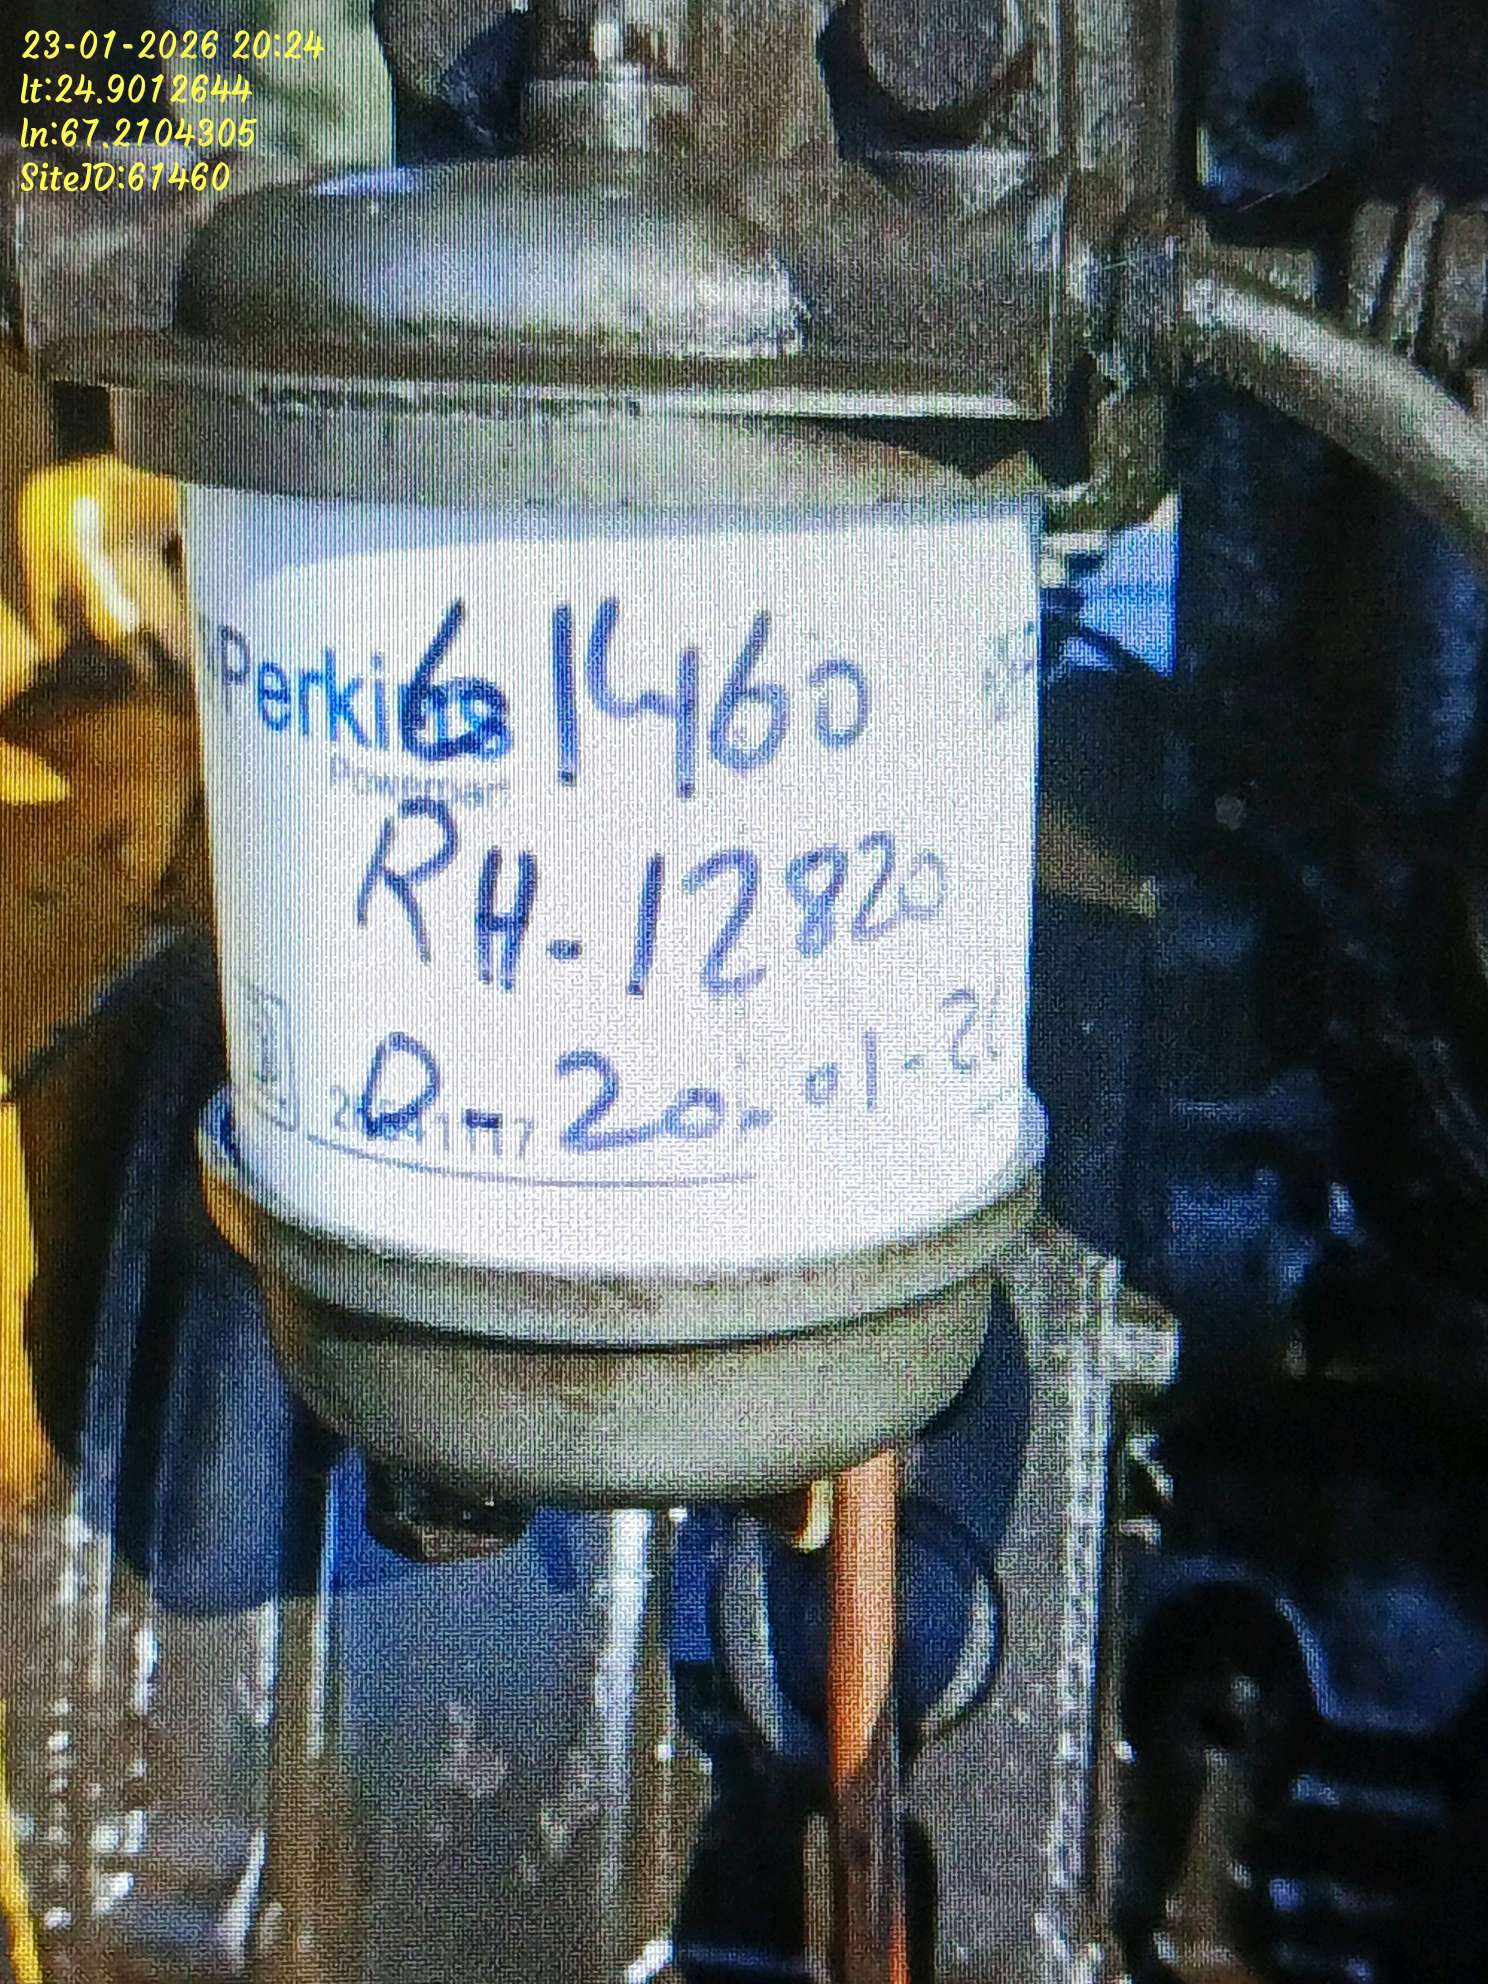 23-01-2026 20:24
lt:24.9012644
ln:67.2104305
SiteID:61460
Perkins
61460
powerpart
RH-12820
D-20-01-2